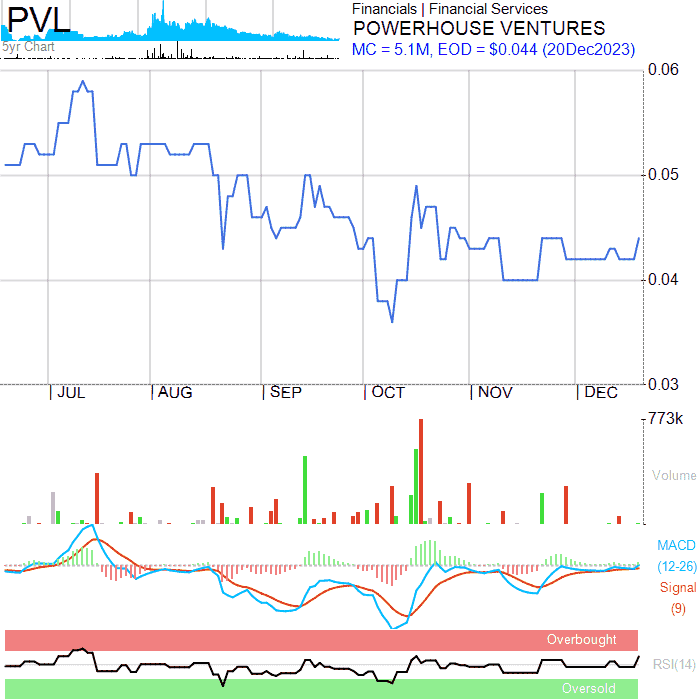 PVL
5yr Chart
Financials | Financial Services
POWERHOUSE VENTURES
MC = 5.1M, EOD = $0.044 (20Dec2023)
0.06
0.05
0.04
0.03
JUL
AUG
SEP
OCT
NOV
DEC
773k
Volume
MACD
(12-26)
Signal
(9)
Overbought
RSI(14)
Oversold